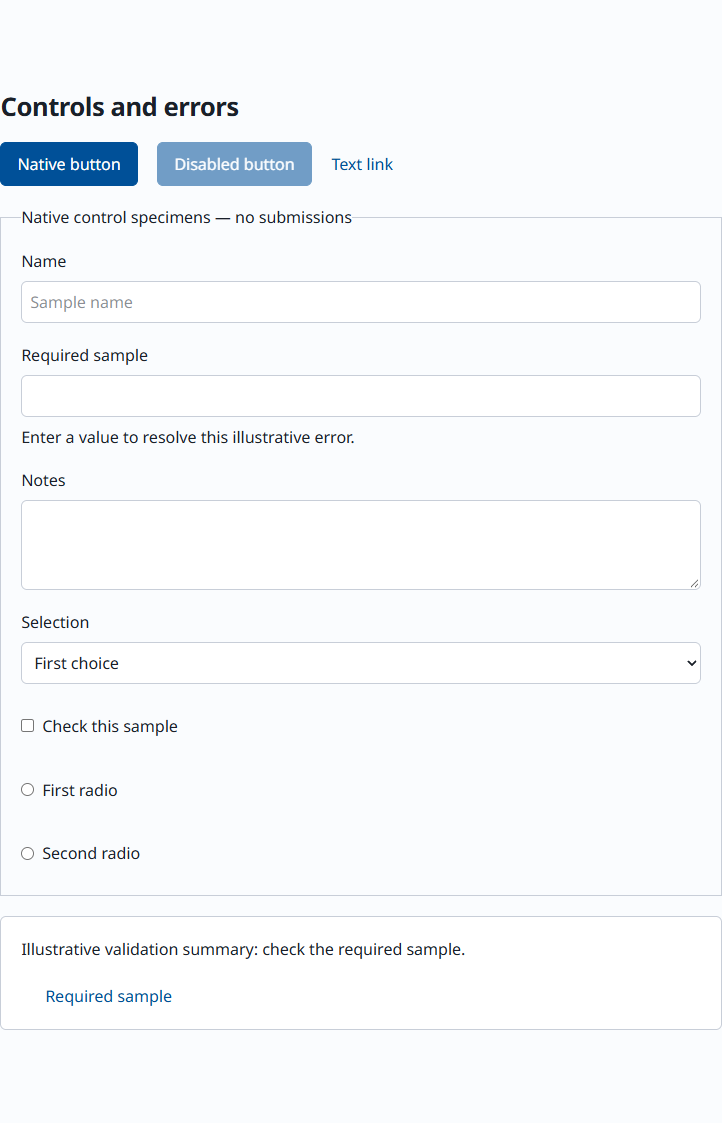 Controls and errors
Native button Disabled button Text link
Native control specimens — no submissions
Name
Sample name
Required sample
Enter a value to resolve this illustrative error.
Notes
Selection
First choice
Check this sample
First radio
Second radio
Illustrative validation summary: check the required sample.
Required sample